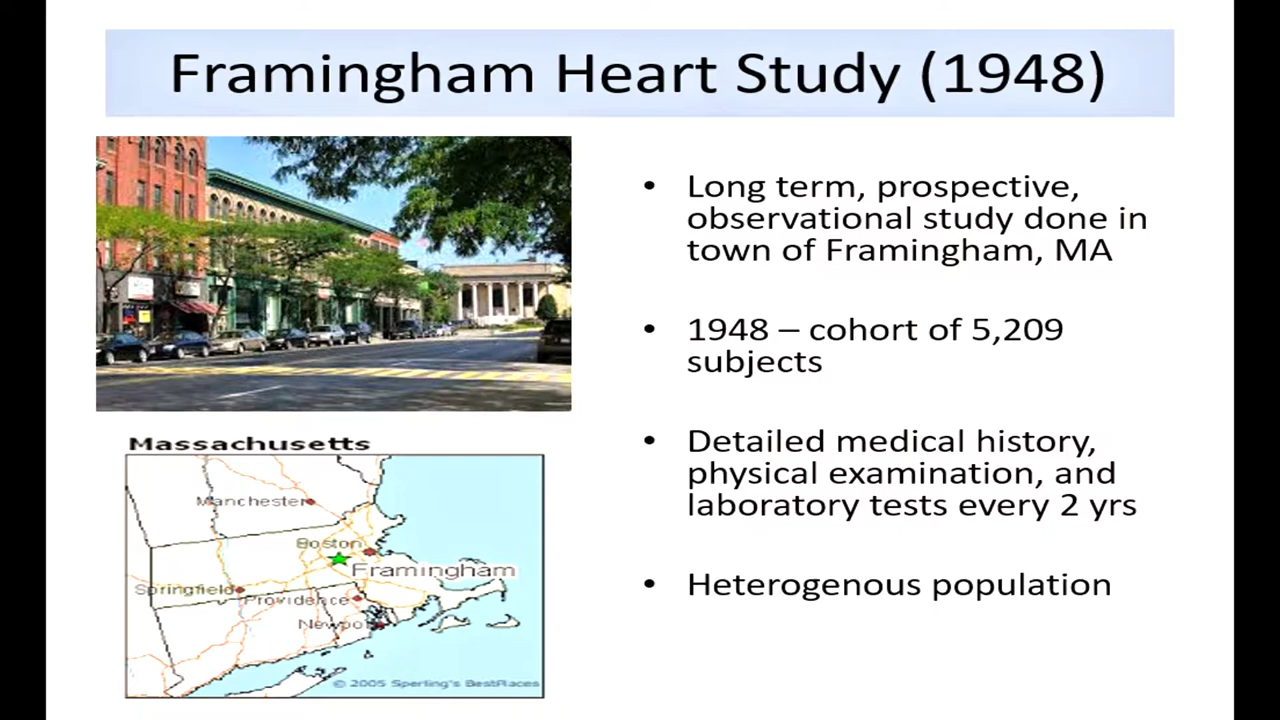 Framingham Heart Study (1948)
• Long term, prospective,
observational study done in
town of Framingham, MA
• 1948 – cohort of 5,209
subjects
• Detailed medical history,
physical examination, and
laboratory tests every 2 yrs
• Heterogenous population
Massachusetts
Manchester
Boston
Framingham
Springfield
Providence
Newport
© 2005 Sperling's BestPlaces